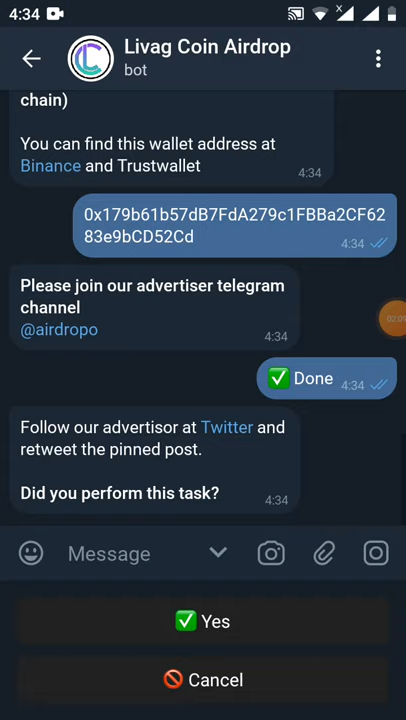 4:34
Livag Coin Airdrop
bot
chain)
You can find this wallet address at
Binance and Trustwallet
4:34
0x179b61b57dB7FdA279c1FBBa2CF62
83e9bCD52Cd
4:34
Please join our advertiser telegram
channel
@airdropo
4:34
02:09
✅ Done 4:34
Follow our advertisor at Twitter and
retweet the pinned post.
Did you perform this task?
4:34
Message
✅ Yes
🚫 Cancel